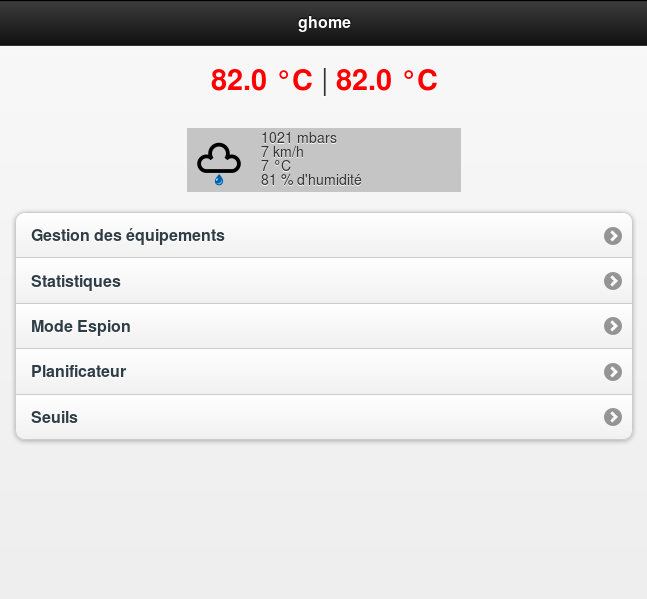 ghome
82.0 °C | 82.0 °C
1021 mbars
7 km/h
7 °C
81 % d'humidité
Gestion des équipements
Statistiques
Mode Espion
Planificateur
Seuils